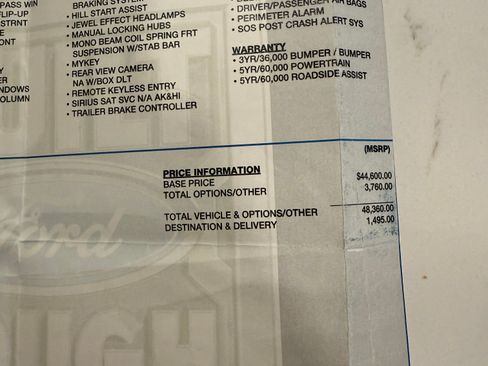 PASS WIN
FLIP-UP
STRNT
ONT
NDOWS
OLUMN
BRAKING SYSTEM
• HILL START ASSIST
• JEWEL EFFECT HEADLAMPS
• MANUAL LOCKING HUBS
• MONO BEAM COIL SPRING FRT
SUSPENSION W/STAB BAR
• MYKEY
• REAR VIEW CAMERA
NA W/BOX DLT
• REMOTE KEYLESS ENTRY
• SIRIUS SAT SVC N/A AK&HI
• TRAILER BRAKE CONTROLLER
• DRIVER/PASSENGER AIR BAGS
• PERIMETER ALARM
• SOS POST CRASH ALERT SYS
WARRANTY
• 3YR/36,000 BUMPER / BUMPER
• 5YR/60,000 POWERTRAIN
• 5YR/60,000 ROADSIDE ASSIST
PRICE INFORMATION (MSRP)
BASE PRICE $44,600.00
TOTAL OPTIONS/OTHER 3,760.00
TOTAL VEHICLE & OPTIONS/OTHER 48,360.00
DESTINATION & DELIVERY 1,495.00
Ford
OUGH